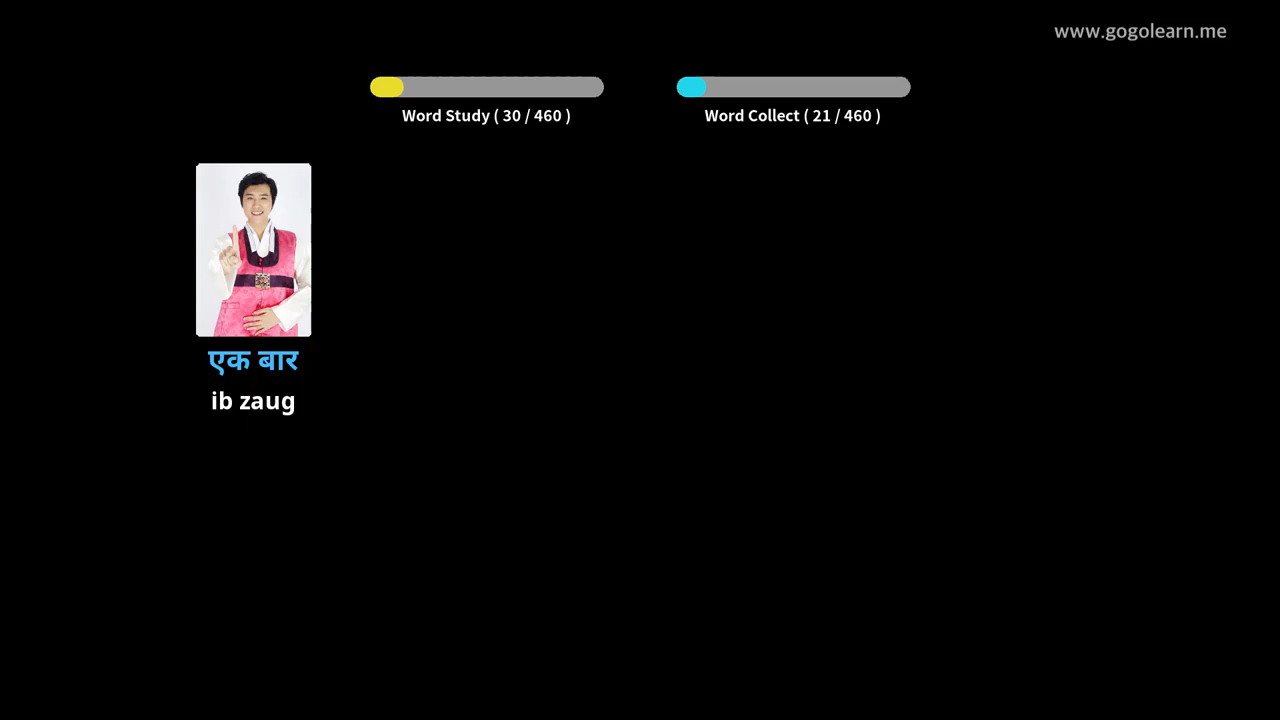 www.gogolearn.me
Word Study ( 30 / 460 )
Word Collect ( 21 / 460 )
एक बार
ib zaug